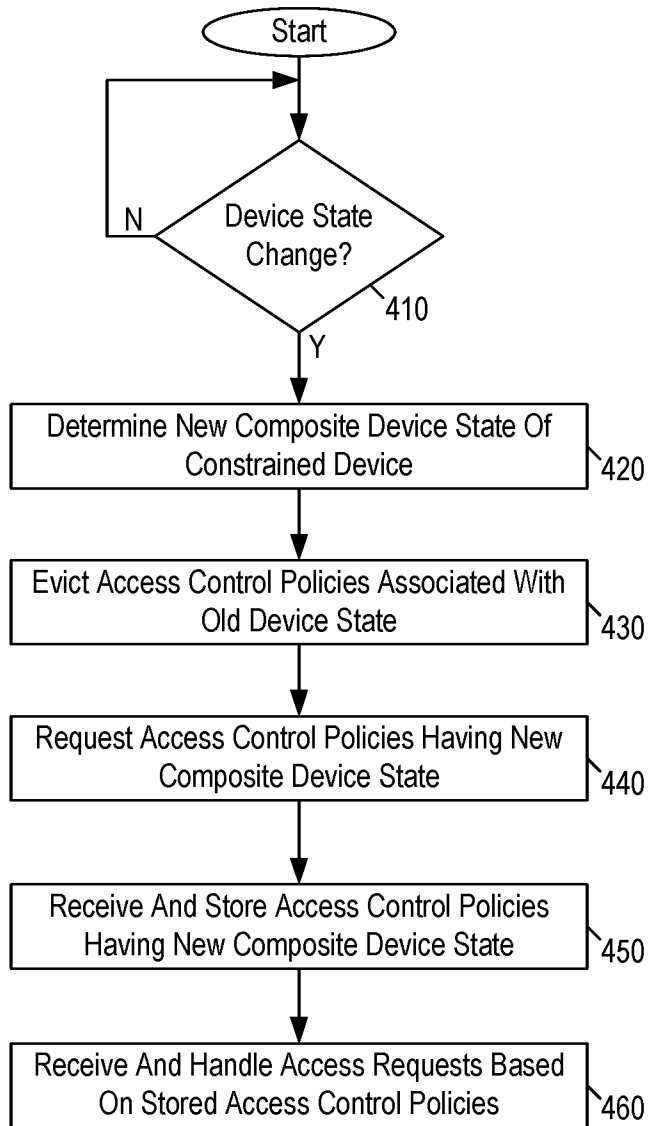 Start
N
Device State
Change?
410
Y
Determine New Composite Device State Of
Constrained Device
420
Evict Access Control Policies Associated With
Old Device State
430
Request Access Control Policies Having New
Composite Device State
440
Receive And Store Access Control Policies
Having New Composite Device State
450
Receive And Handle Access Requests Based
On Stored Access Control Policies
460